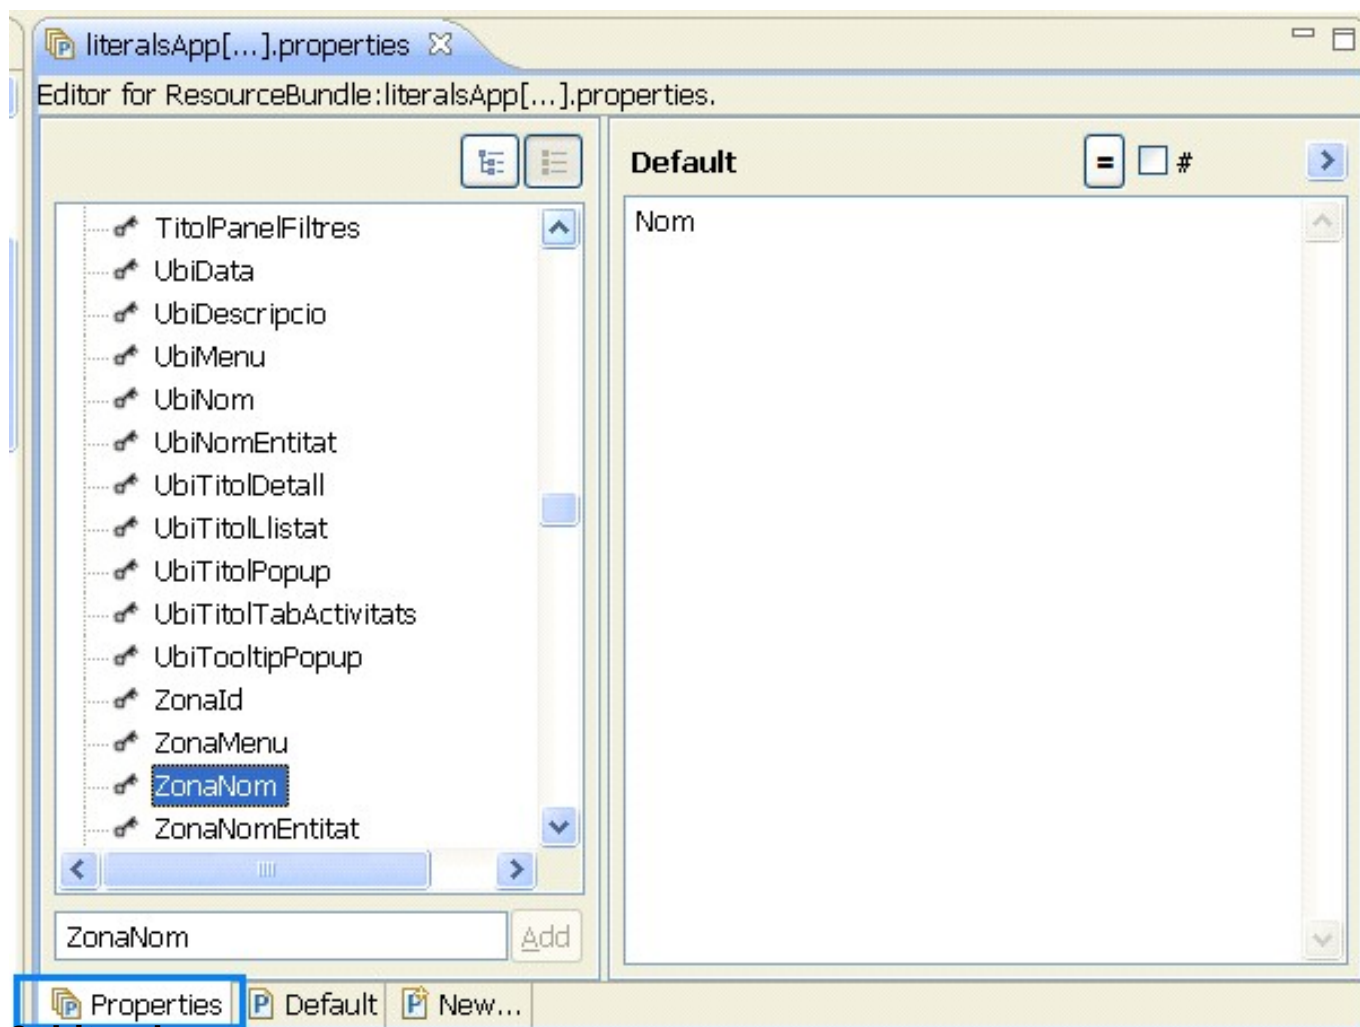 literalsApp[...].properties
Editor for ResourceBundle:literalsApp[...].properties.
Default
= #
TitolPanelFiltres
UbiData
UbiDescripcio
UbiMenu
UbiNom
UbiNomEntitat
UbiTitolDetall
UbiTitolLlistat
UbiTitolPopup
UbiTitolTabActivitats
UbiTooltipPopup
ZonaId
ZonaMenu
ZonaNom
ZonaNomEntitat
ZonaNom
Add
Nom
Properties Default New...